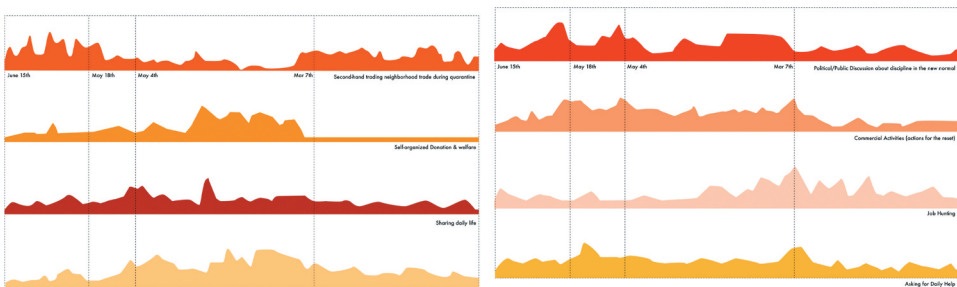 June 15th May 18th May 4th Mar 7th Second-hand trading neighborhood trade during quarantine
Self-organized Donation & welfare
Sharing daily life
June 15th May 18th May 4th Mar 7th Political/Public Discussion about discipline in the new normal
Commercial Activities (actions for the reset)
Job Hunting
Asking for Daily Help